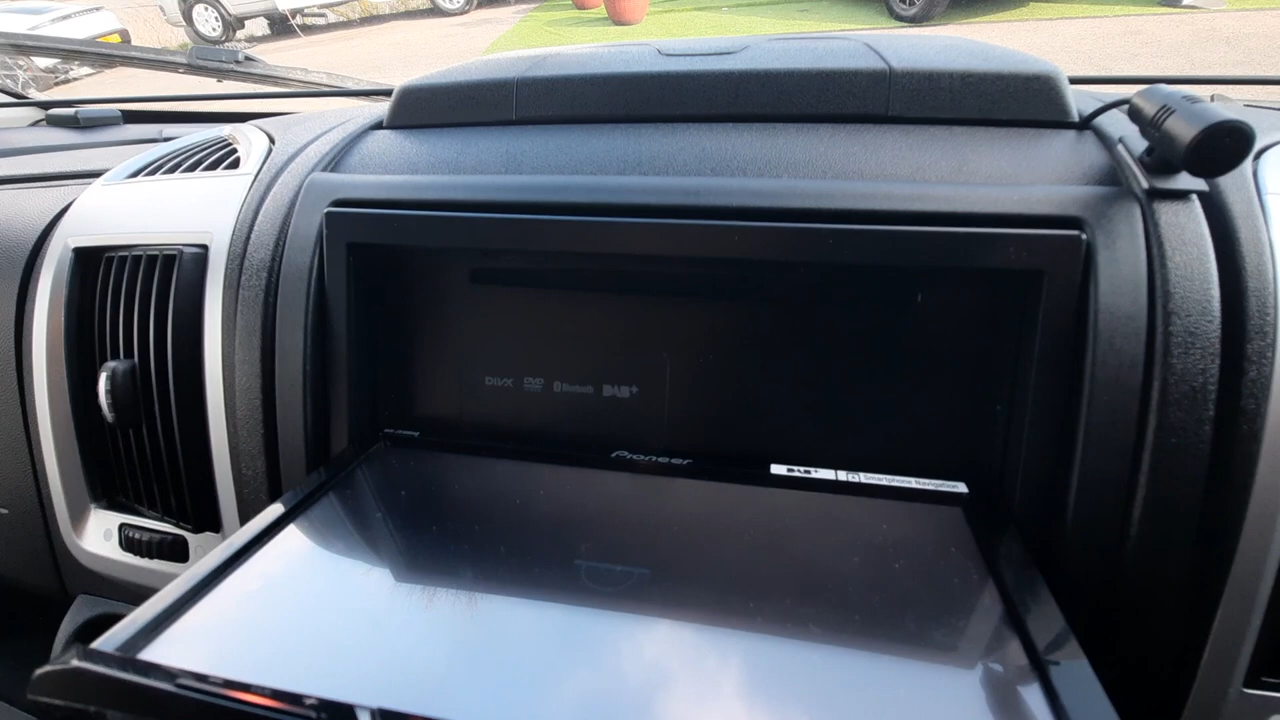 DIVX DVD Bluetooth DAB+
Pioneer
DAB+ Smartphone Navigation